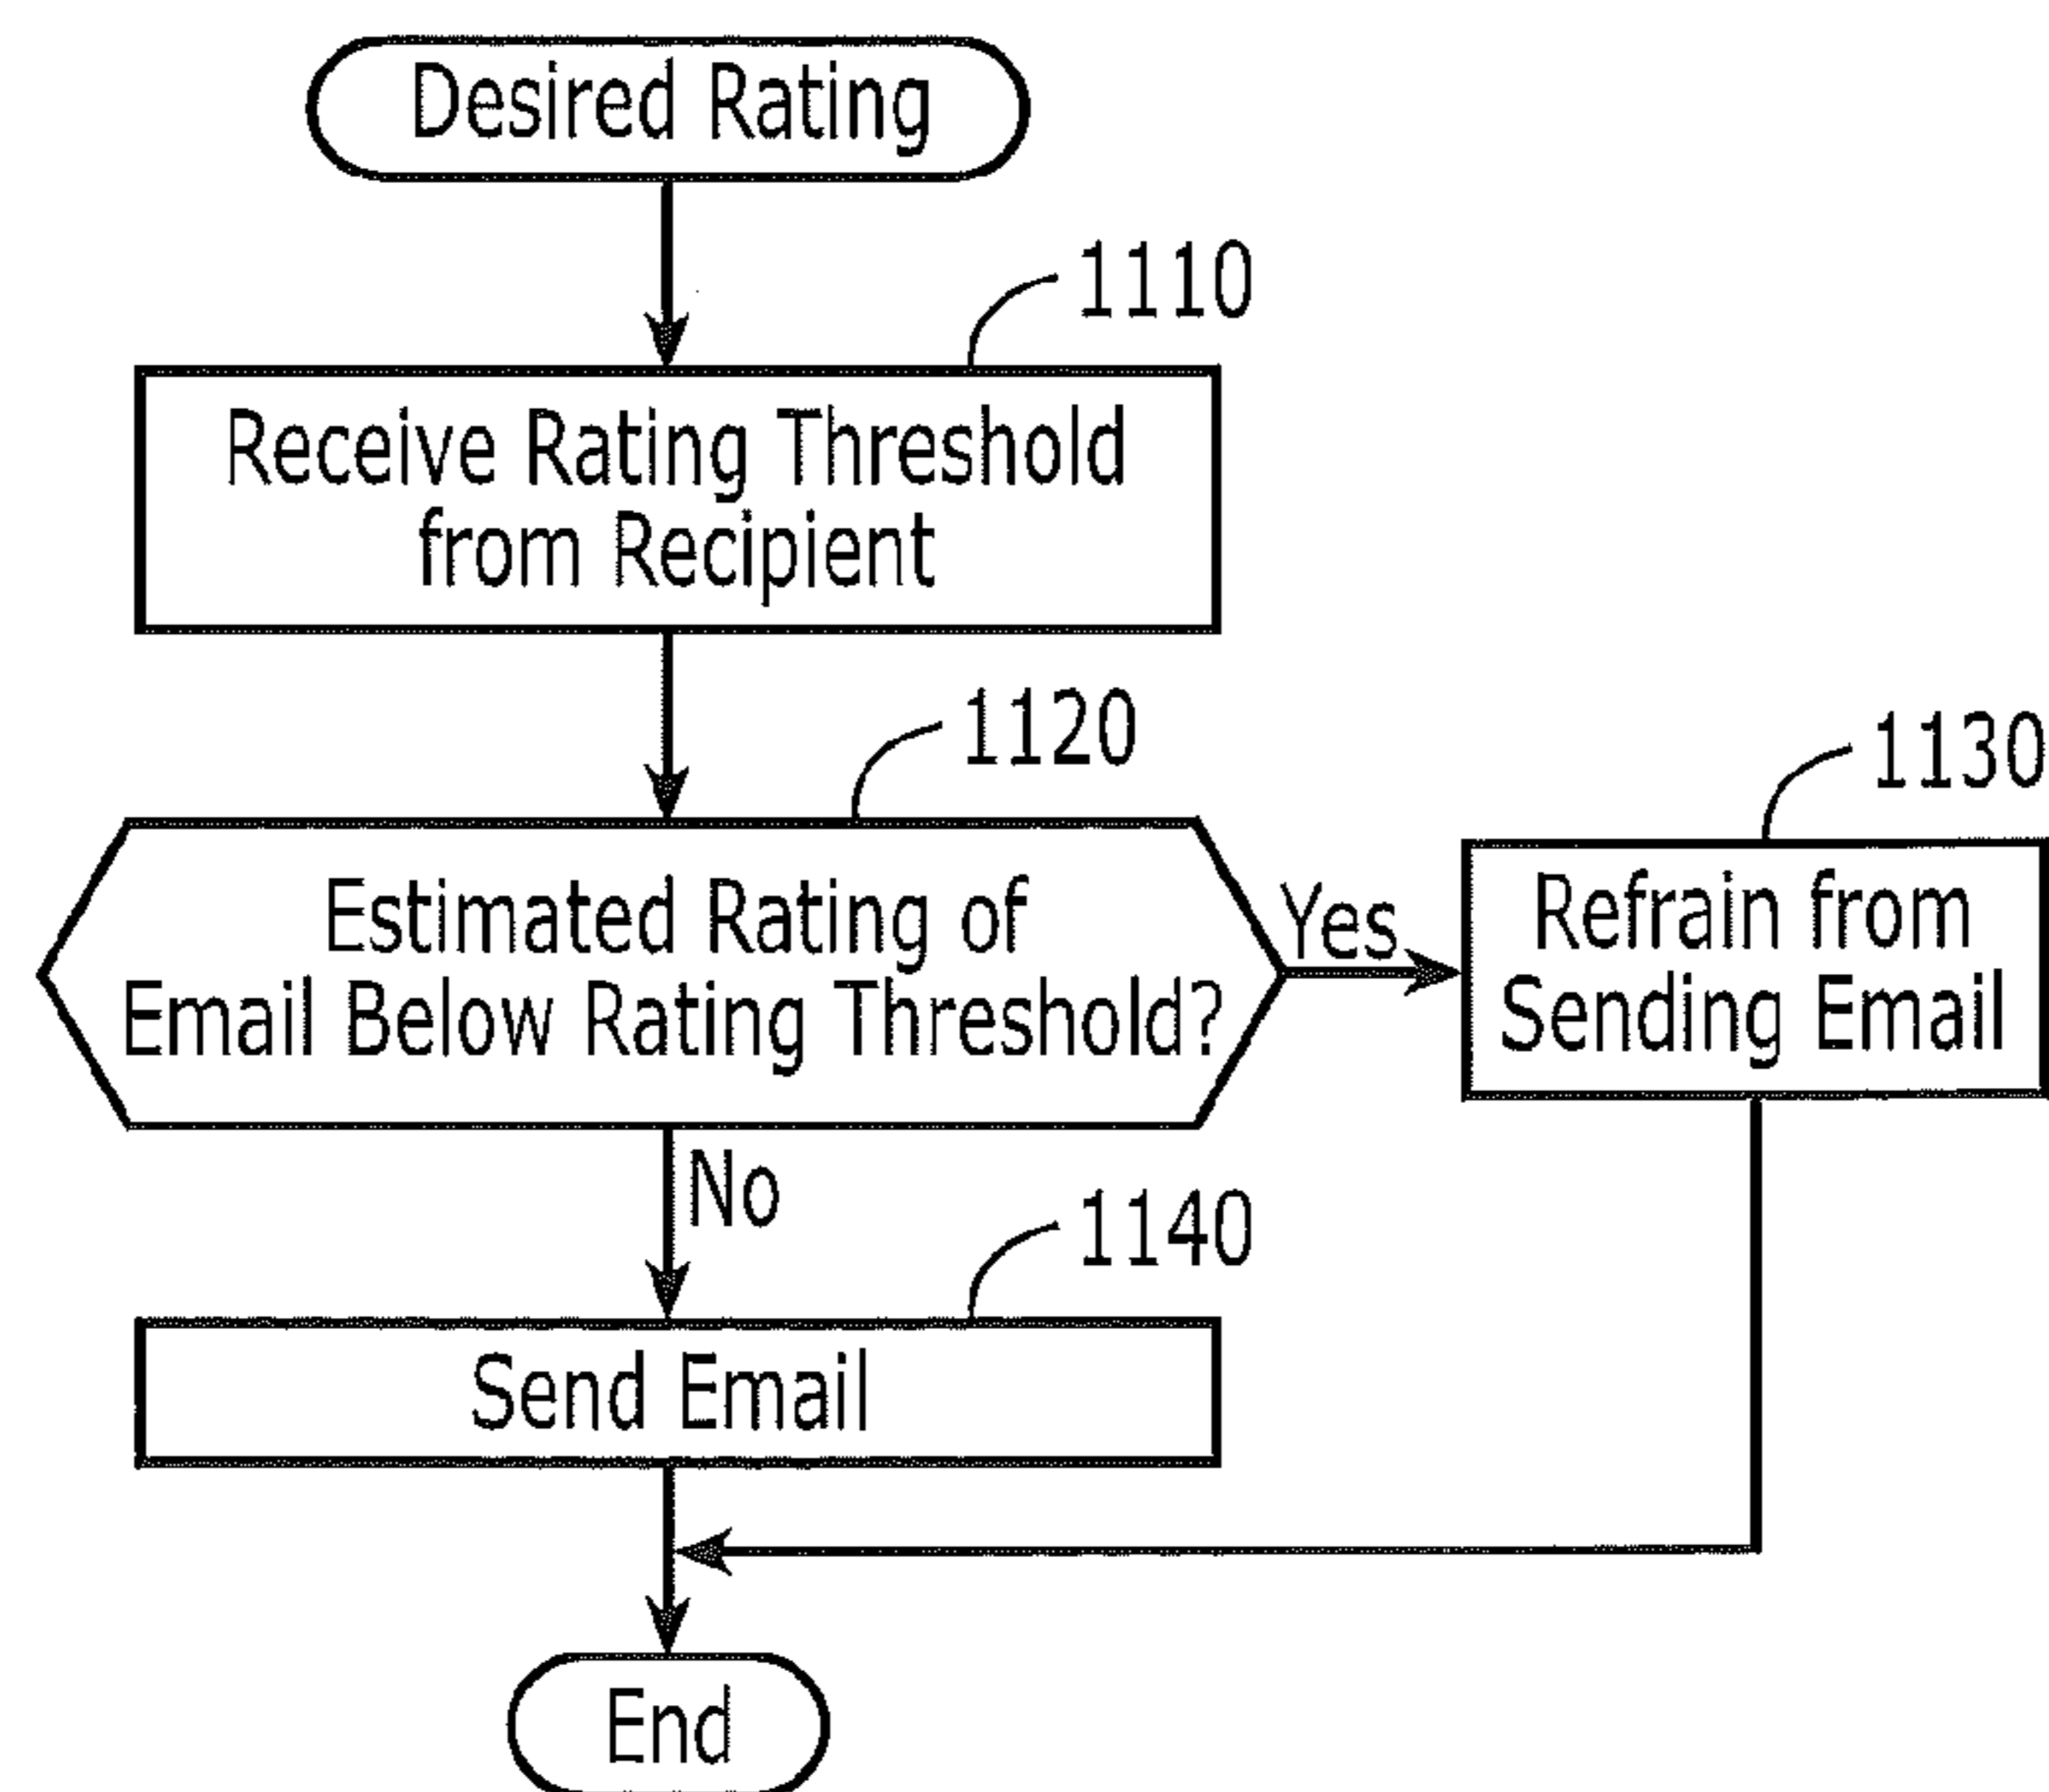 Desired Rating
1110
Receive Rating Threshold
from Recipient
1120
1130
Estimated Rating of
Email Below Rating Threshold?
Yes
Refrain from
Sending Email
No
1140
Send Email
End